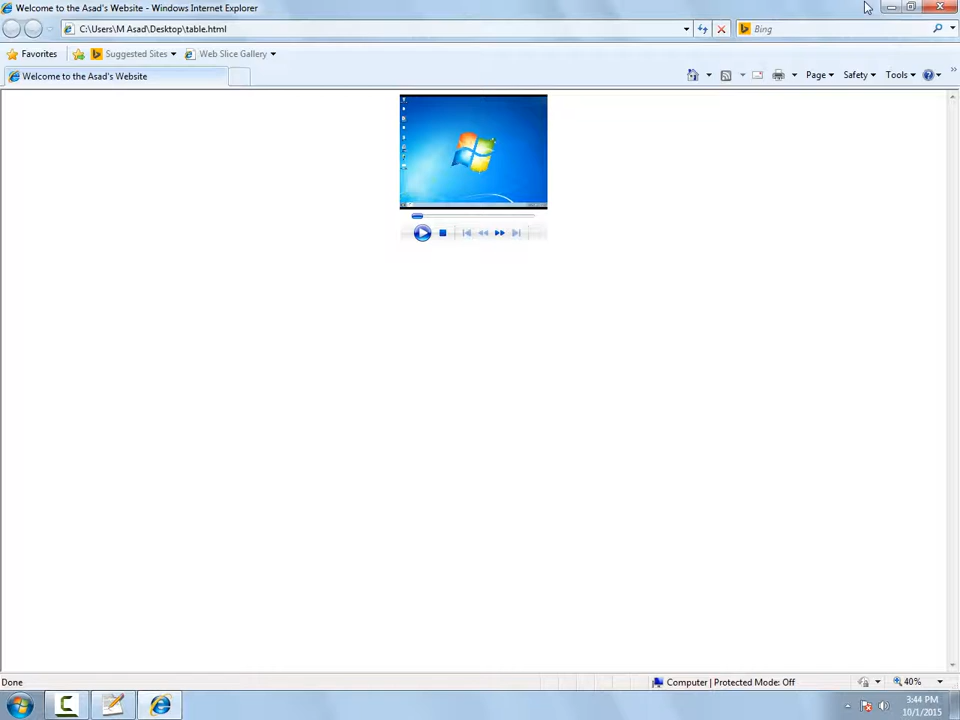 Welcome to the Asad's Website - Windows Internet Explorer
C:\Users\M Asad\Desktop\table.html
Bing
Favorites
Suggested Sites
Web Slice Gallery
Welcome to the Asad's Website
Page
Safety
Tools
Done
Computer | Protected Mode: Off
40%
3:44 PM
10/1/2015